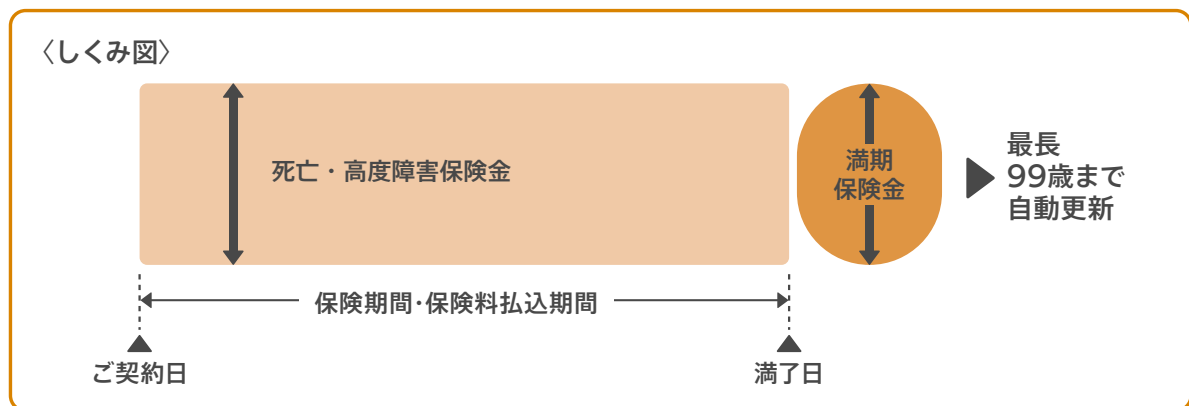 〈しくみ図〉
死亡・高度障害保険金
満期
保険金
最長
99歳まで
自動更新
保険期間・保険料払込期間
ご契約日
満了日